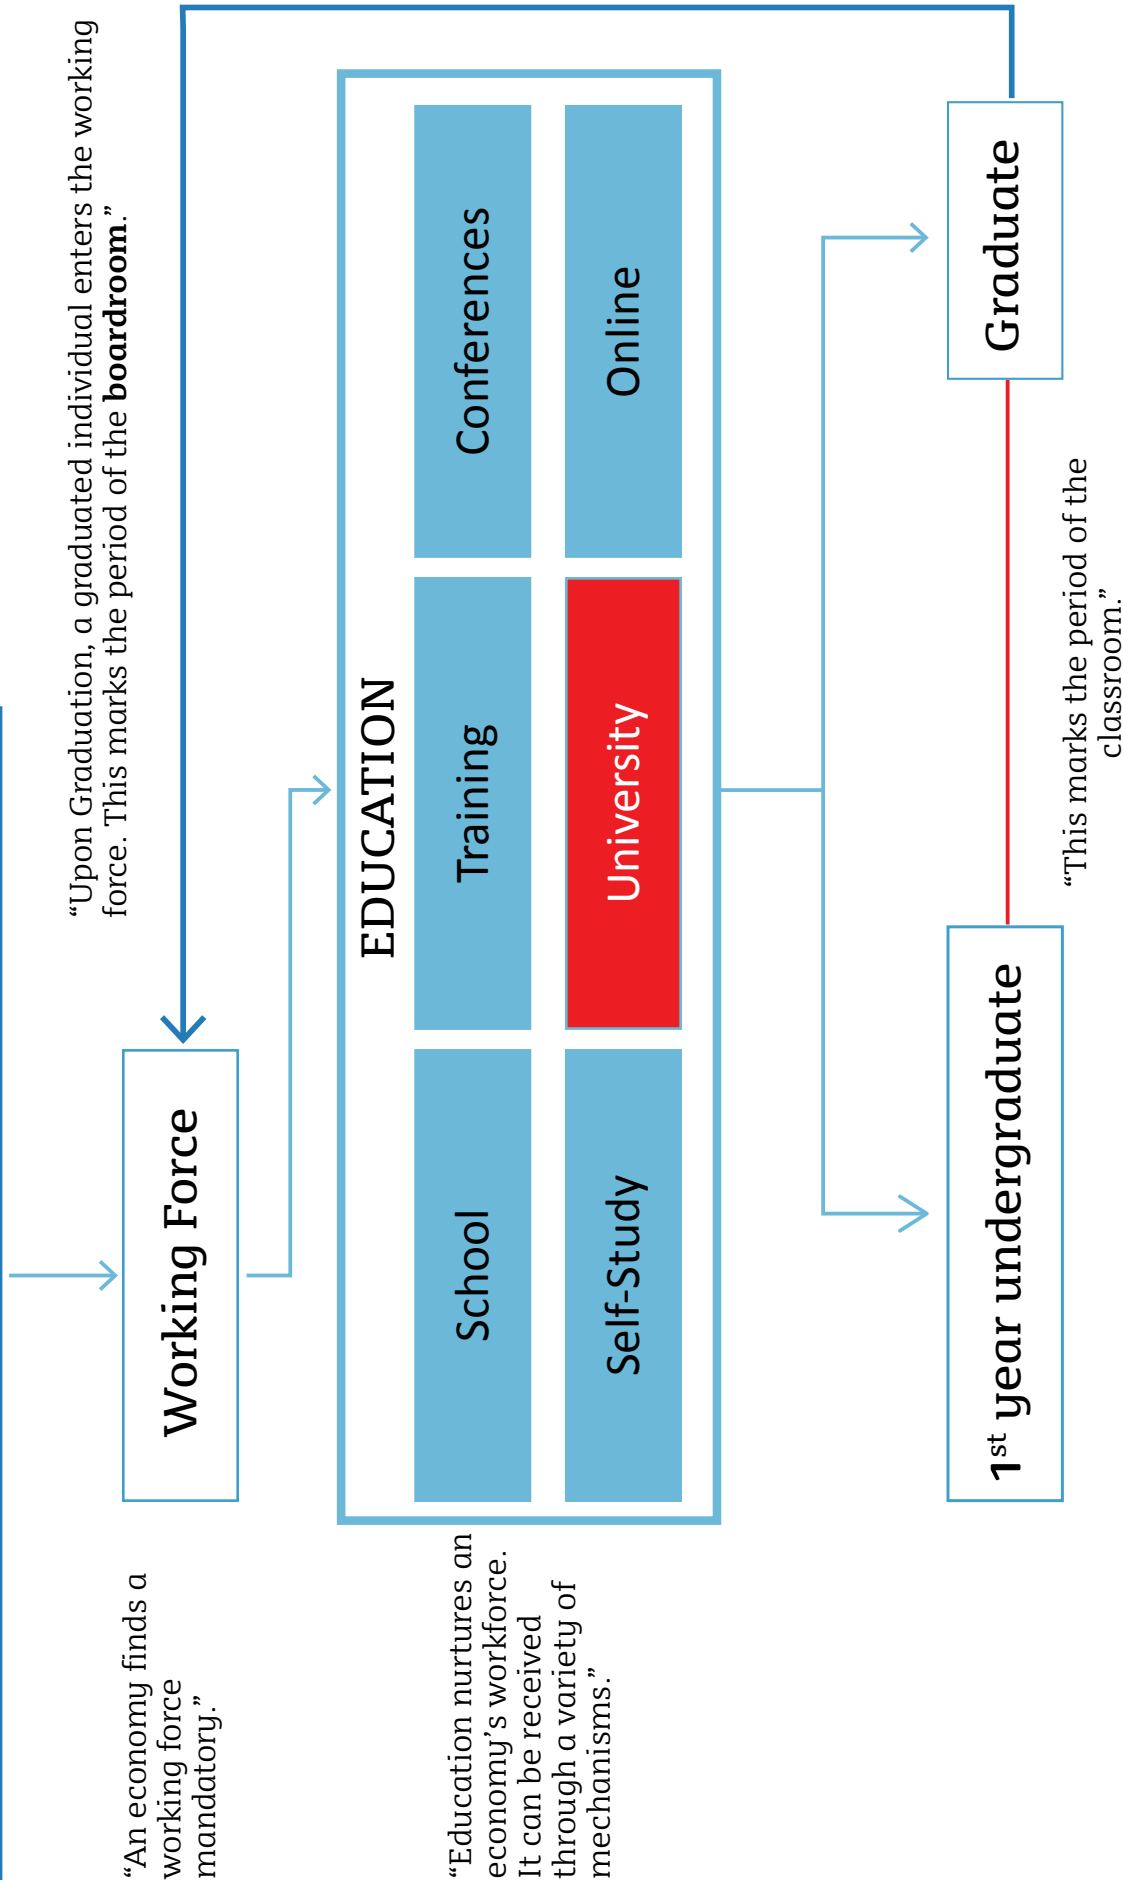 “Upon Graduation, a graduated individual enters the working
force. This marks the period of the boardroom.”
“An economy finds a
working force
mandatory.”
Working Force
EDUCATION
“Education nurtures an
economy’s workforce.
It can be received
through a variety of
mechanisms.”
School
Training
Conferences
Self-Study
University
Online
1st year undergraduate
Graduate
“This marks the period of the
classroom.”